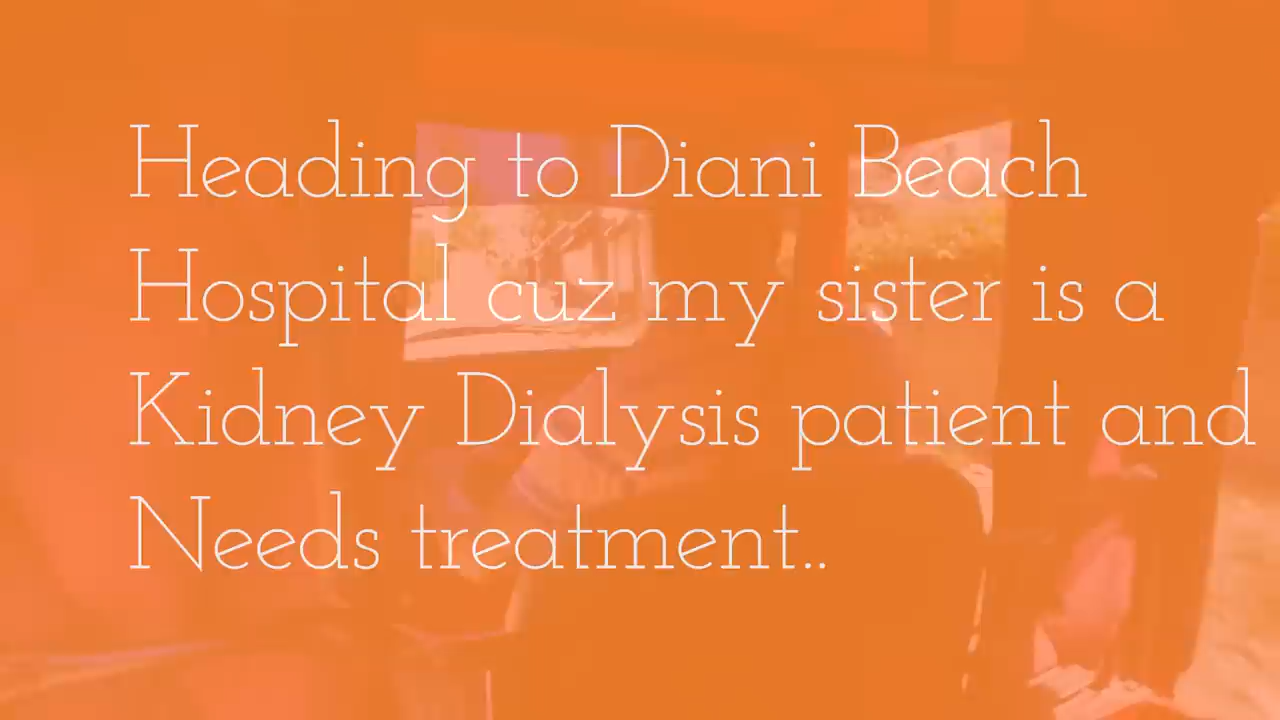 Heading to Diani Beach
Hospital cuz my sister is a
Kidney Dialysis patient and
Needs treatment..